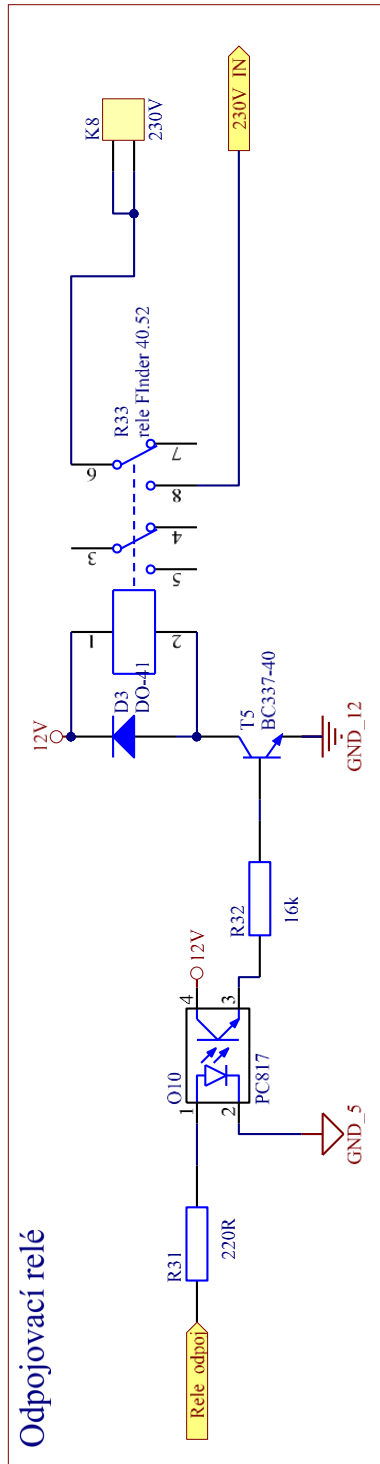 Odpojovací relé
Rele odpoj
R31
220R
O10
1
2
4
3
PC817
GND_5
12V
R32
16k
12V
D3
DO-41
T5
BC337-40
GND_12
1
2
3
5
4
6
8
7
R33
rele FInder 40.52
K8
230V
230V IN